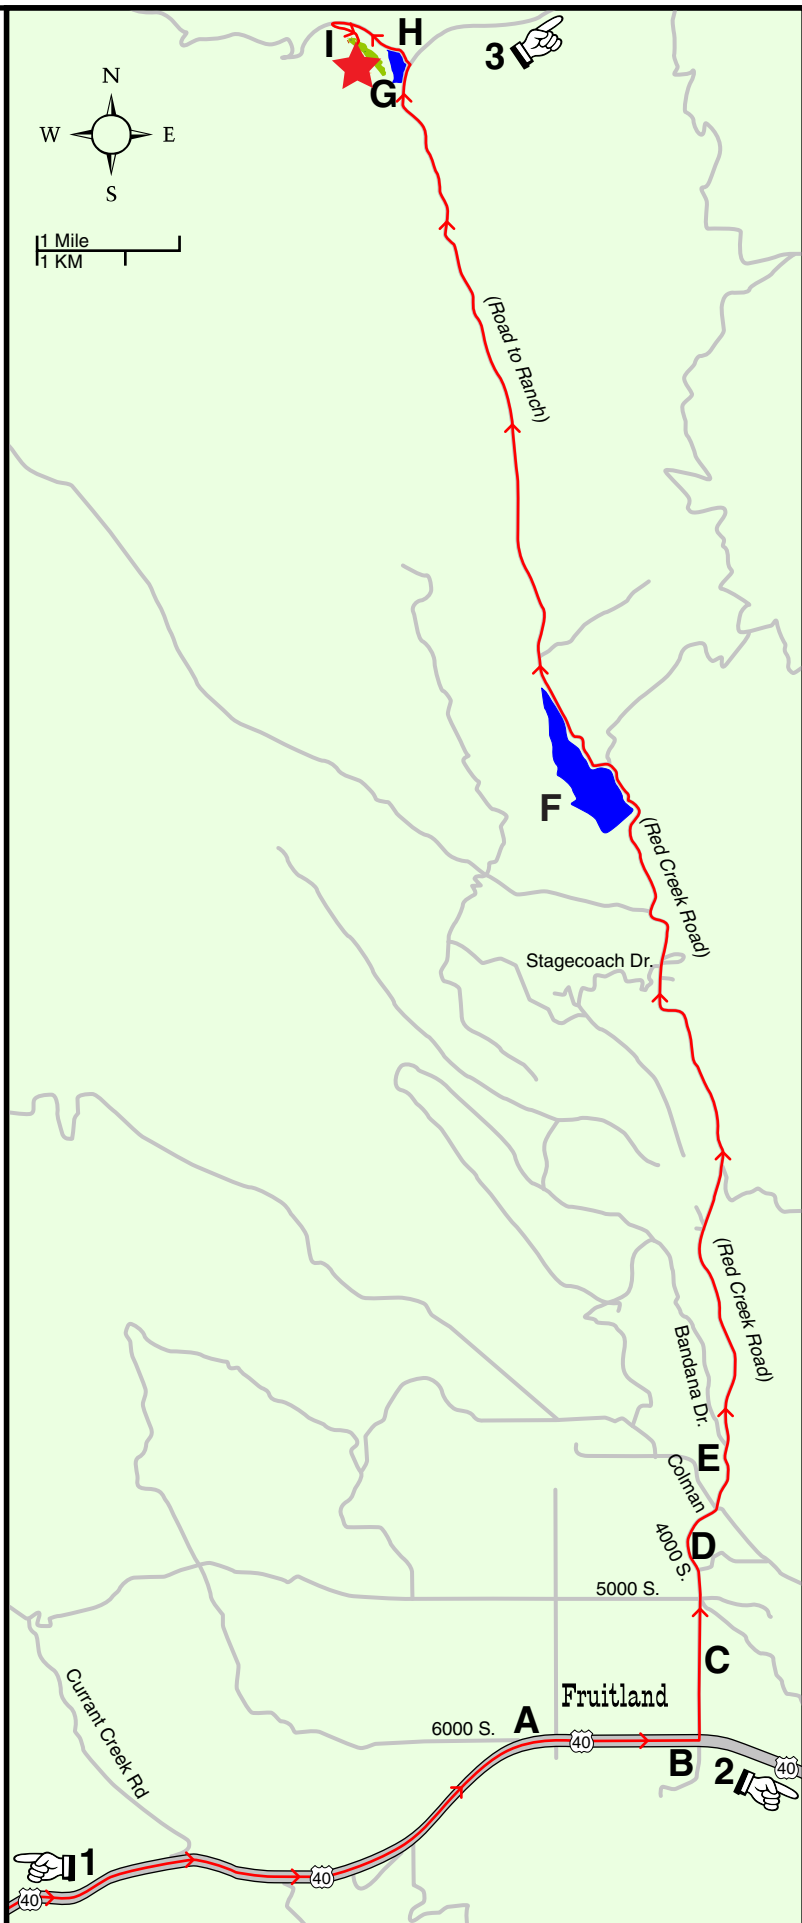 I
H
3
G
N
W
E
S
1 Mile
1 KM
(Road to Ranch)
F
(Red Creek Road)
Stagecoach Dr.
(Red Creek Road)
Bandana Dr.
E
Colman
D
4000 S.
5000 S.
C
Currant Creek Rd
Fruitland
6000 S.
A
40
B
2
40
1
40
40